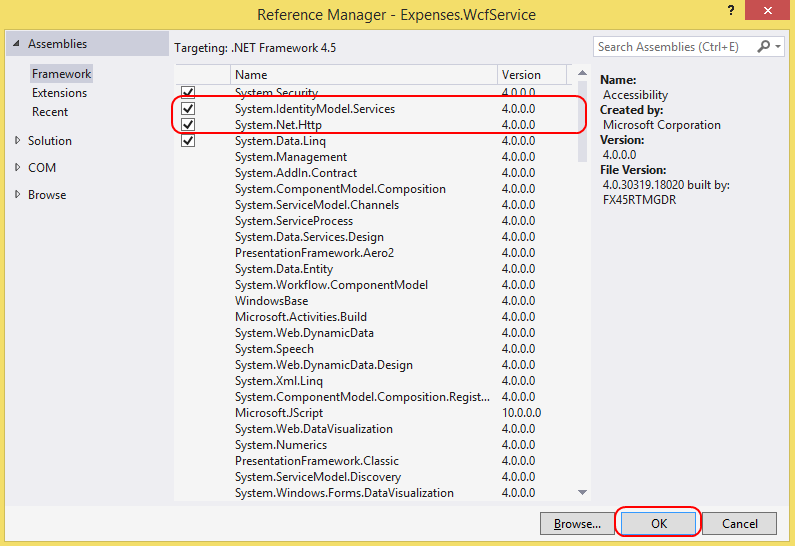 Reference Manager - Expenses.WcfService
? ×
Assemblies
Framework
Extensions
Recent
Solution
COM
Browse
Targeting: .NET Framework 4.5
Name Version
System.Security 4.0.0.0
System.IdentityModel.Services 4.0.0.0
System.Net.Http 4.0.0.0
System.Data.Linq 4.0.0.0
System.Management 4.0.0.0
System.AddIn.Contract 4.0.0.0
System.ComponentModel.Composition 4.0.0.0
System.ServiceModel.Channels 4.0.0.0
System.ServiceProcess 4.0.0.0
System.Data.Services.Design 4.0.0.0
PresentationFramework.Aero2 4.0.0.0
System.Data.Entity 4.0.0.0
System.Workflow.ComponentModel 4.0.0.0
WindowsBase 4.0.0.0
Microsoft.Activities.Build 4.0.0.0
System.Web.DynamicData 4.0.0.0
System.Speech 4.0.0.0
System.Web.DynamicData.Design 4.0.0.0
System.Xml.Linq 4.0.0.0
System.ComponentModel.Composition.Regist... 4.0.0.0
Microsoft.JScript 10.0.0.0
System.Web.DataVisualization 4.0.0.0
System.Numerics 4.0.0.0
PresentationFramework.Classic 4.0.0.0
System.ServiceModel.Discovery 4.0.0.0
System.Windows.Forms.DataVisualization 4.0.0.0
Search Assemblies (Ctrl+E)
Name:
Accessibility
Created by:
Microsoft Corporation
Version:
4.0.0.0
File Version:
4.0.30319.18020 built by:
FX45RTMGDR
Browse... OK Cancel